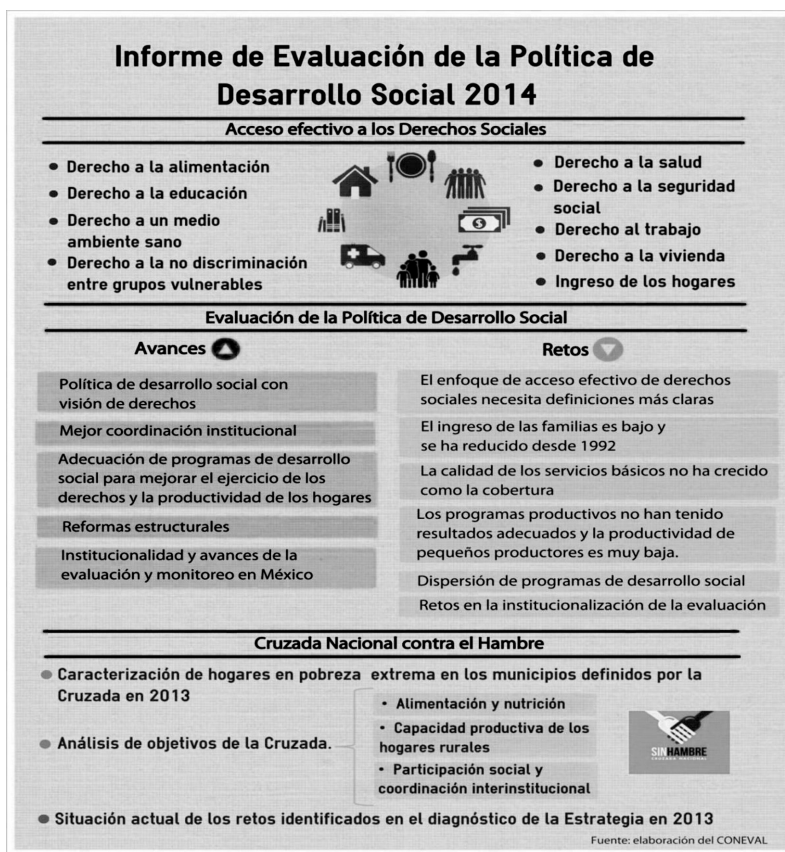 Informe de Evaluación de la Política de
Desarrollo Social 2014
Acceso efectivo a los Derechos Sociales
• Derecho a la alimentación
• Derecho a la educación
• Derecho a un medio
ambiente sano
• Derecho a la no discriminación
entre grupos vulnerables
• Derecho a la salud
• Derecho a la seguridad
social
• Derecho al trabajo
• Derecho a la vivienda
• Ingreso de los hogares
Evaluación de la Política de Desarrollo Social
Avances
Política de desarrollo social con
visión de derechos
Mejor coordinación institucional
Adecuación de programas de desarrollo
social para mejorar el ejercicio de los
derechos y la productividad de los hogares
Reformas estructurales
Institucionalidad y avances de la
evaluación y monitoreo en México
Retos
El enfoque de acceso efectivo de derechos
sociales necesita definiciones más claras
El ingreso de las familias es bajo y
se ha reducido desde 1992
La calidad de los servicios básicos no ha crecido
como la cobertura
Los programas productivos no han tenido
resultados adecuados y la productividad de
pequeños productores es muy baja.
Dispersión de programas de desarrollo social
Retos en la institucionalización de la evaluación
Cruzada Nacional contra el Hambre
• Caracterización de hogares en pobreza extrema en los municipios definidos por la
Cruzada en 2013
• Análisis de objetivos de la Cruzada.
• Alimentación y nutrición
• Capacidad productiva de los
hogares rurales
• Participación social y
coordinación interinstitucional
SINHAMBRE
CRUZADA NACIONAL
• Situación actual de los retos identificados en el diagnóstico de la Estrategia en 2013
Fuente: elaboración del CONEVAL